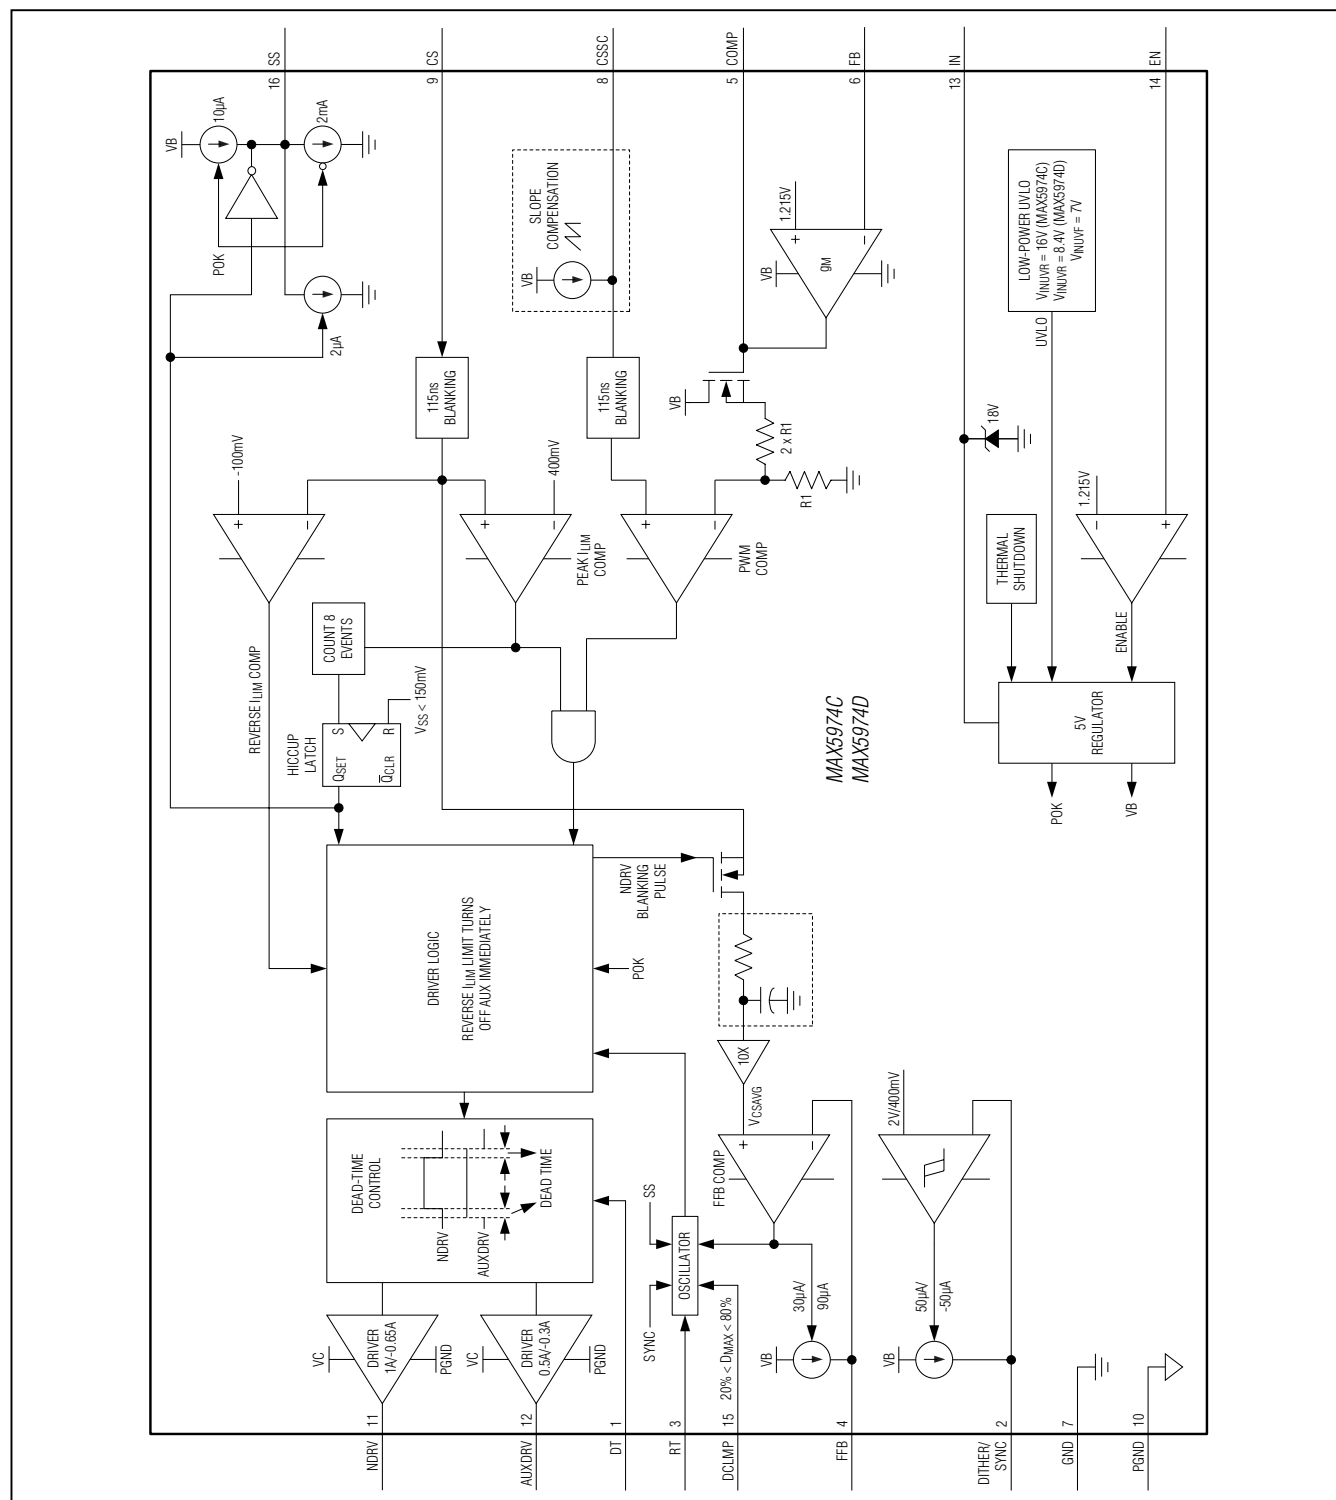 16 SS
9 CS
8 CSSC
5 COMP
6 FB
13 IN
14 EN
VB
10µA
2mA
POK
2µA
SLOPE
COMPENSATION
VB
1.215V
+
−
gM
VB
LOW-POWER UVLO
VINUVR = 16V (MAX5974C)
VINUVR = 8.4V (MAX5974D)
VINUVF = 7V
UVLO
115ns
BLANKING
115ns
BLANKING
VB
2 x R1
R1
18V
-100mV
+
−
+
−
400mV
PEAK ILIM
COMP
+
−
PWM
COMP
1.215V
−
+
THERMAL
SHUTDOWN
ENABLE
COUNT 8
EVENTS
REVERSE ILIM COMP
HICCUP
LATCH
S
R
QSET
QCLR
VSS < 150mV
MAX5974C
MAX5974D
5V
REGULATOR
POK
VB
DRIVER LOGIC
REVERSE ILIM LIMIT TURNS
OFF AUX IMMEDIATELY
NDRV
BLANKING
PULSE
POK
10X
VCSAVG
+
−
FFB COMP
2V/400mV
DEAD-TIME
CONTROL
NDRV
AUXDRV
DEAD TIME
SS
SYNC
OSCILLATOR
20% < DMAX < 80%
30µA/
90µA
50µA/
-50µA
VB
VB
VC
DRIVER
1A/-0.65A
PGND
VC
DRIVER
0.5A/-0.3A
PGND
NDRV 11
AUXDRV 12
DT 1
RT 3
DCLMP 15
FFB 4
DITHER/
SYNC 2
GND 7
PGND 10